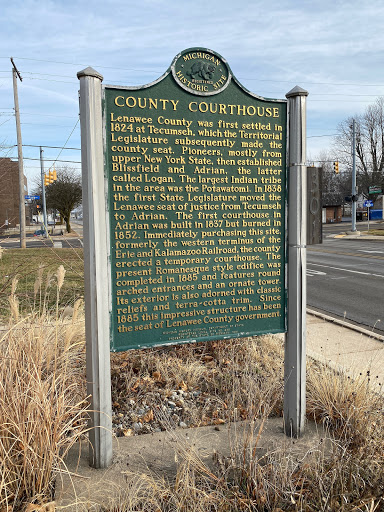 MICHIGAN
REGISTERED
HISTORIC SITE
COUNTY COURTHOUSE
Lenawee County was first settled in
1824 at Tecumseh, which the Territorial
Legislature subsequently made the
county seat. Pioneers, mostly from
upper New York State, then established
Blissfield and Adrian, the latter
called Logan. The largest Indian tribe
in the area was the Potawatomi. In 1838
the first State Legislature moved the
Lenawee seat of justice from Tecumseh
to Adrian. The first courthouse in
Adrian was built in 1837 but burned in
1852. Immediately purchasing this site,
formerly the western terminus of the
Erie and Kalamazoo Railroad, the county
erected a temporary courthouse. The
present Romanesque style edifice was
completed in 1885 and features round
arched entrances and an ornate tower.
Its exterior is also adorned with classic
reliefs and terra-cotta trim. Since
1885 this impressive structure has been
the seat of Lenawee County government.